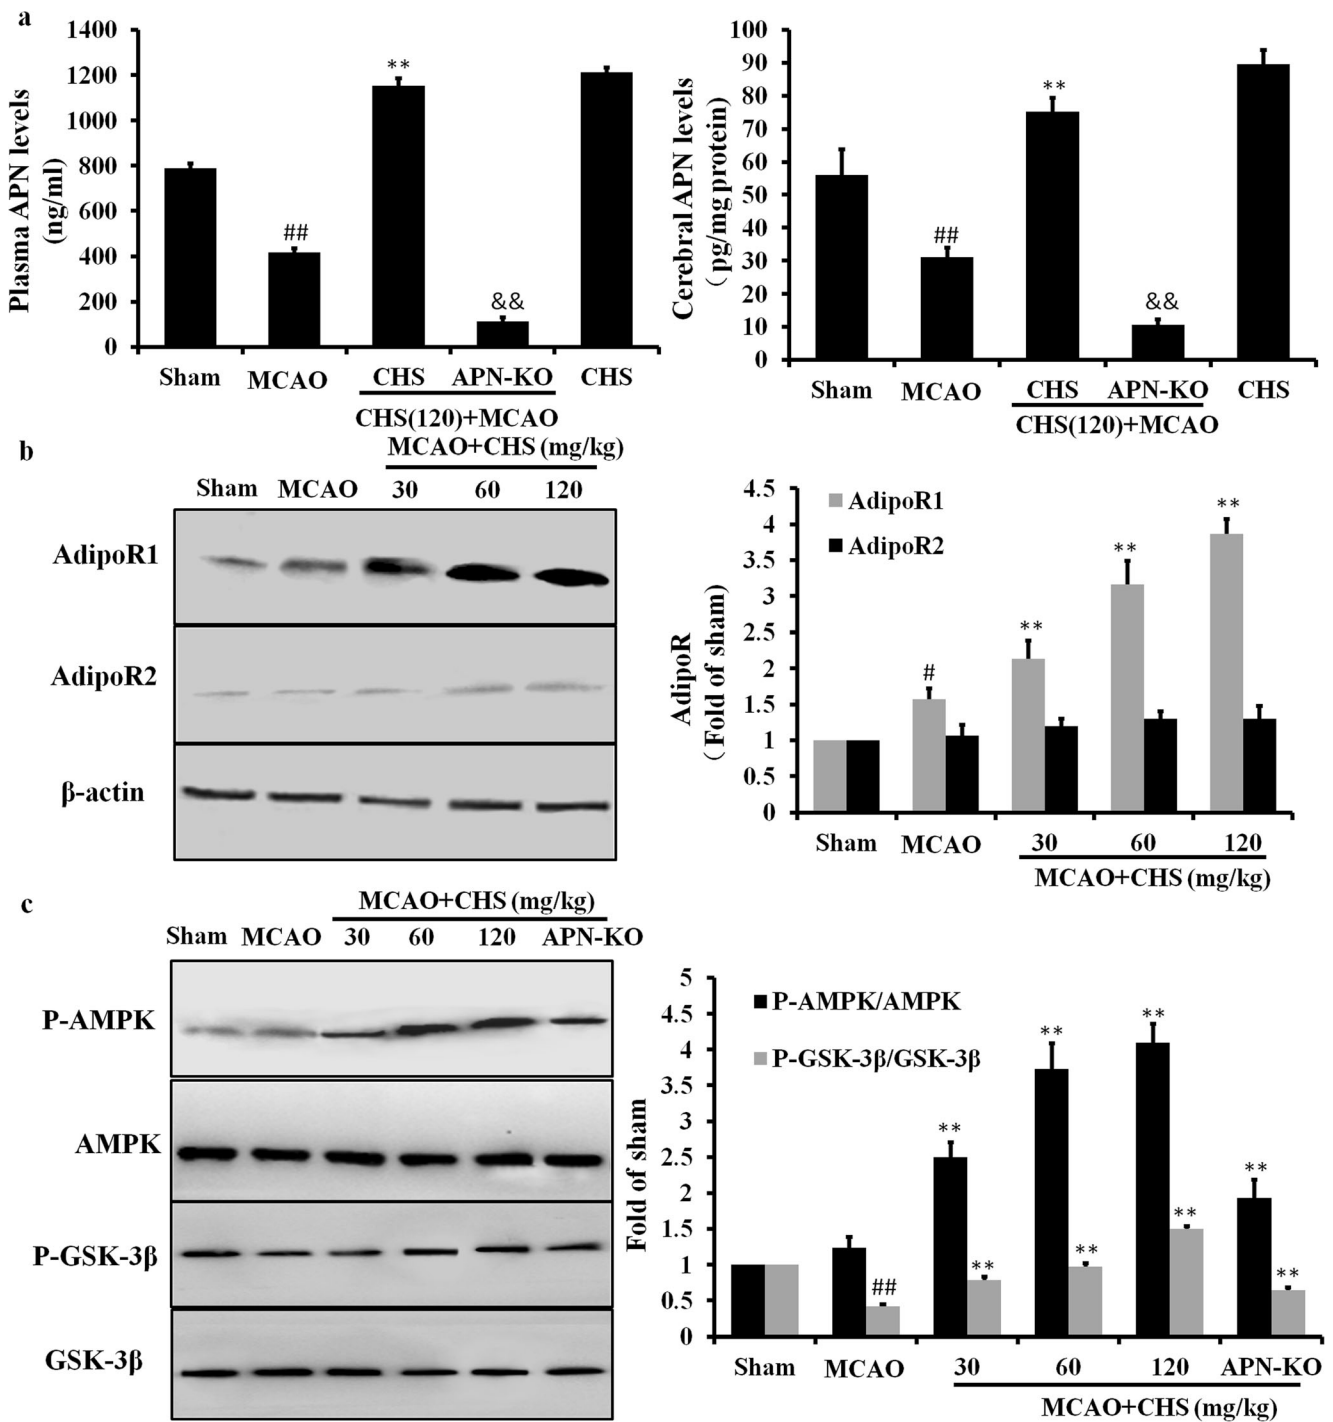 a
Plasma APN levels
(ng/ml)
1400
1200
1000
800
600
400
200
0
##
**
&&
Sham MCAO CHS APN-KO CHS
CHS(120)+MCAO
Cerebral APN levels
(pg/mg protein)
100
90
80
70
60
50
40
30
20
10
0
##
**
&&
Sham MCAO CHS APN-KO CHS
CHS(120)+MCAO
b
MCAO+CHS (mg/kg)
Sham MCAO 30 60 120
AdipoR1
AdipoR2
β-actin
AdipoR
(Fold of sham)
4.5
4
3.5
3
2.5
2
1.5
1
0.5
0
AdipoR1
AdipoR2
#
**
**
**
Sham MCAO 30 60 120
MCAO+CHS (mg/kg)
c
MCAO+CHS (mg/kg)
Sham MCAO 30 60 120 APN-KO
P-AMPK
AMPK
P-GSK-3β
GSK-3β
Fold of sham
5
4.5
4
3.5
3
2.5
2
1.5
1
0.5
0
P-AMPK/AMPK
P-GSK-3β/GSK-3β
##
**
**
**
**
**
**
**
**
Sham MCAO 30 60 120 APN-KO
MCAO+CHS (mg/kg)